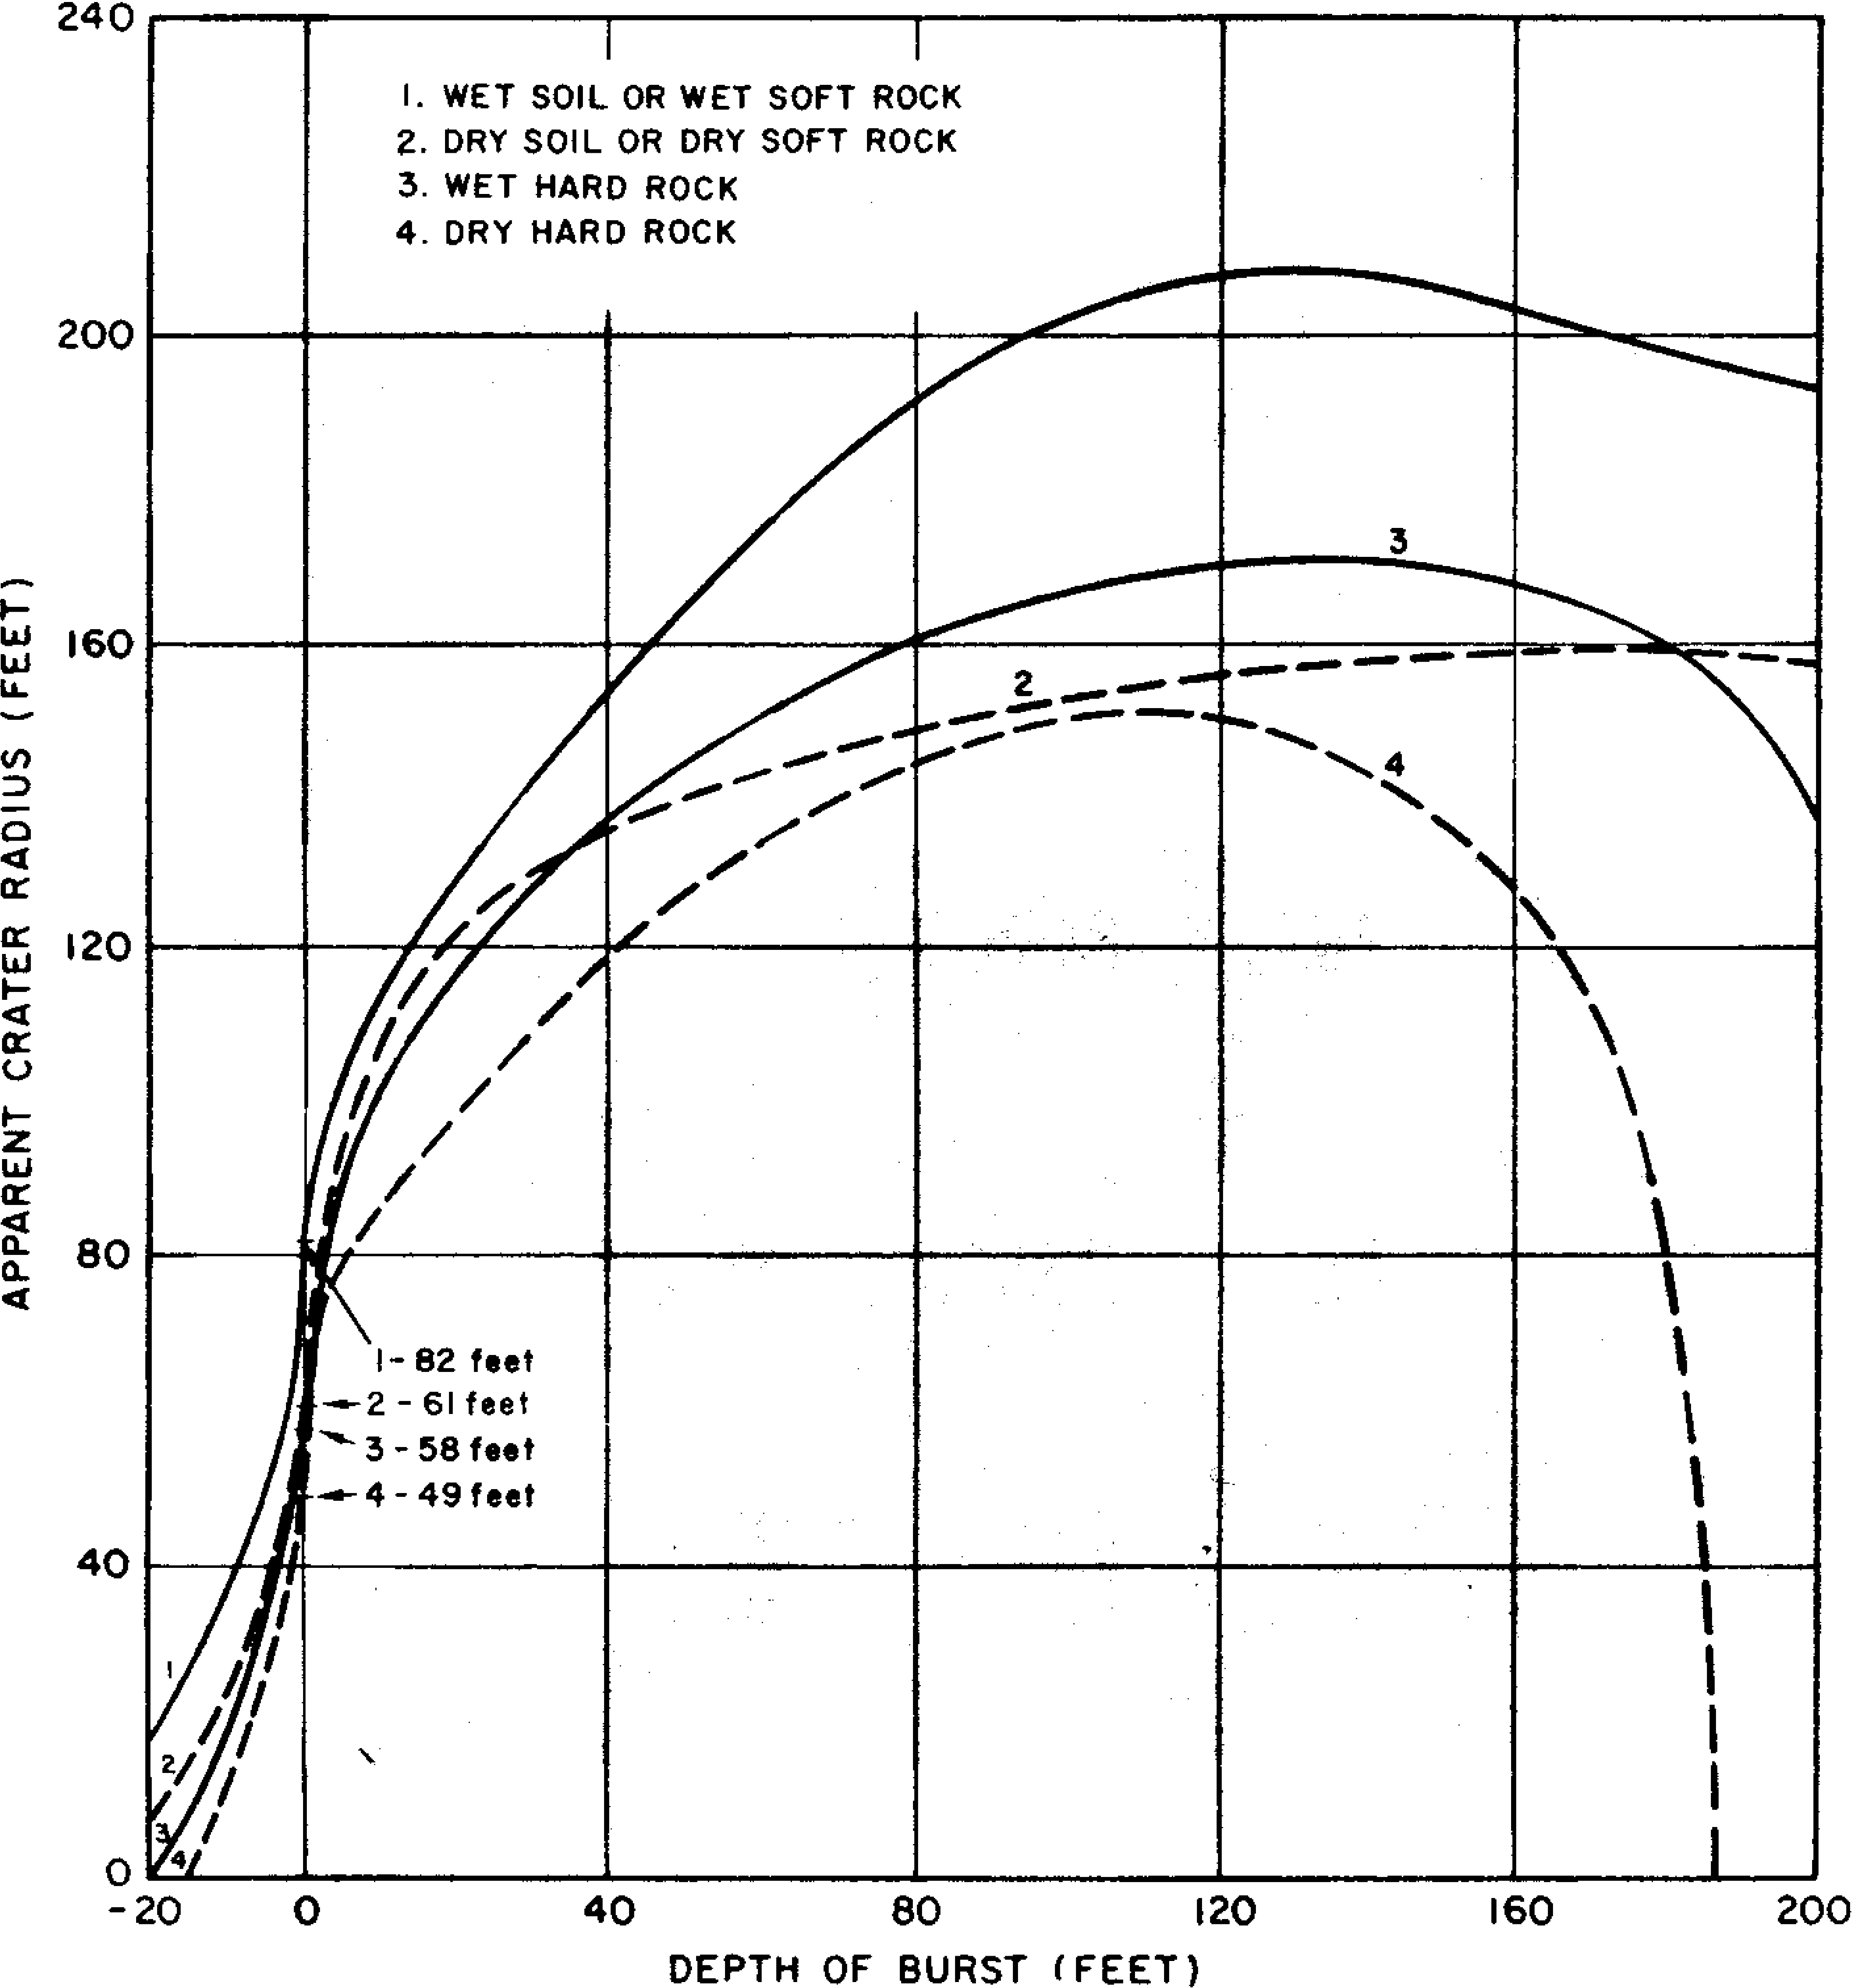 240
1. WET SOIL OR WET SOFT ROCK
2. DRY SOIL OR DRY SOFT ROCK
3. WET HARD ROCK
4. DRY HARD ROCK
200
3
160
2
4
120
80
1-82 feet
2-61 feet
3-58 feet
4-49 feet
40
1
2
3
4
0
-20 0 40 80 120 160 200
DEPTH OF BURST (FEET)
APPARENT CRATER RADIUS (FEET)